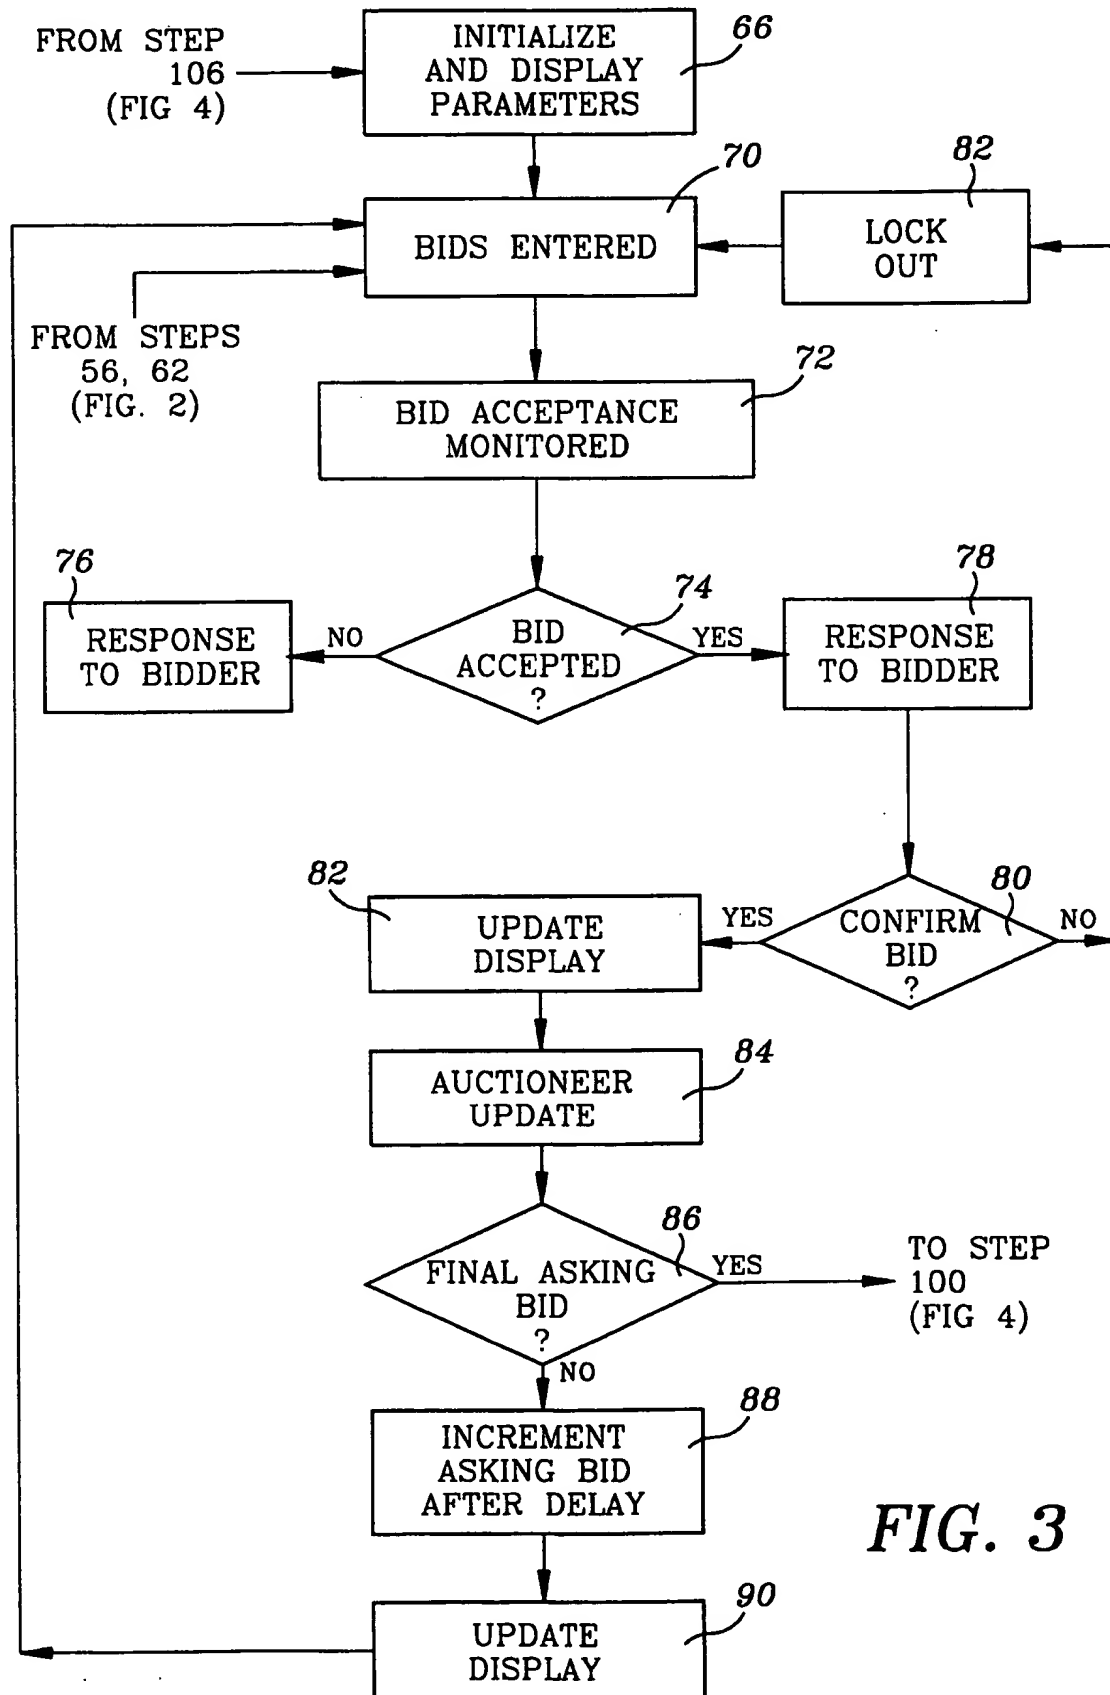 FROM STEP
106
(FIG 4)
INITIALIZE
AND DISPLAY
PARAMETERS
66
70
BIDS ENTERED
82
LOCK
OUT
FROM STEPS
56, 62
(FIG. 2)
72
BID ACCEPTANCE
MONITORED
76
RESPONSE
TO BIDDER
NO
74
BID
ACCEPTED
?
YES
78
RESPONSE
TO BIDDER
82
UPDATE
DISPLAY
YES
80
CONFIRM
BID
?
NO
84
AUCTIONEER
UPDATE
86
FINAL ASKING
BID
?
YES
TO STEP
100
(FIG 4)
NO
88
INCREMENT
ASKING BID
AFTER DELAY
FIG. 3
90
UPDATE
DISPLAY